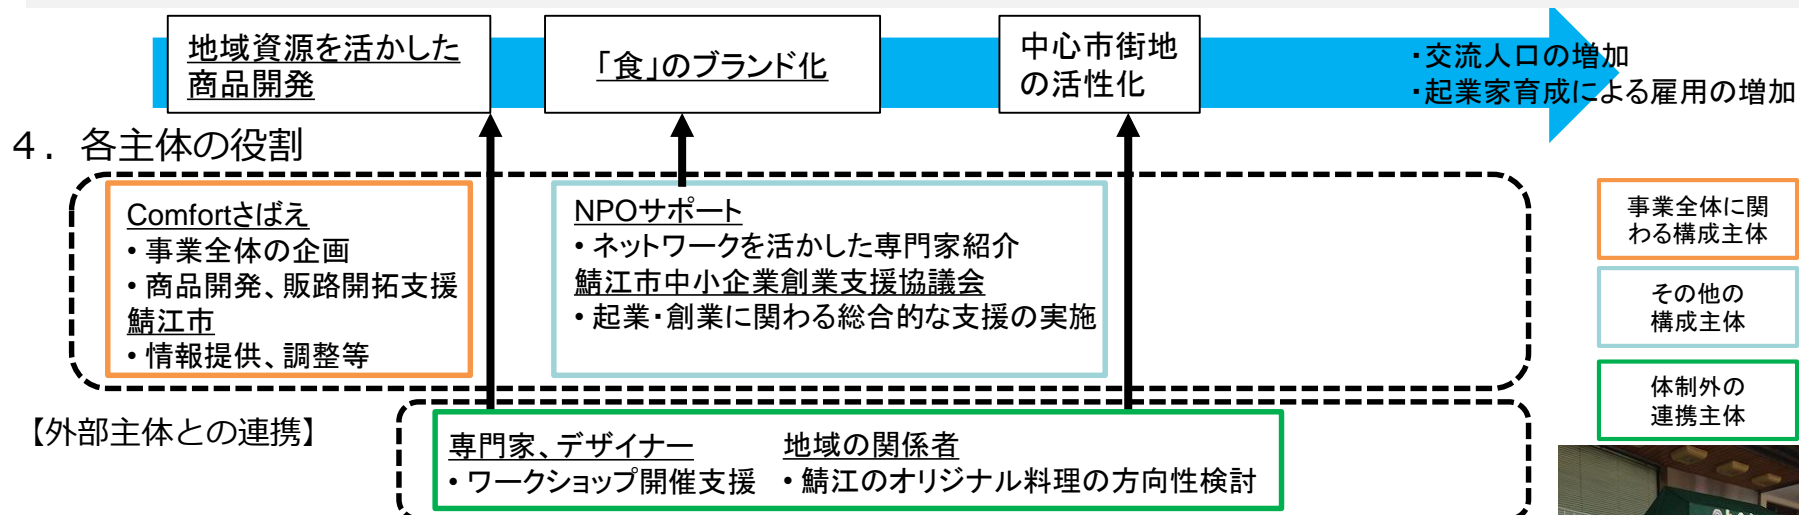 地域資源を活かした
商品開発
「食」のブランド化
中心市街地
の活性化
・交流人口の増加
・起業家育成による雇用の増加
４．各主体の役割
Comfortさばえ
• 事業全体の企画
• 商品開発、販路開拓支援
鯖江市
• 情報提供、調整等
NPOサポート
• ネットワークを活かした専門家紹介
鯖江市中小企業創業支援協議会
• 起業・創業に関わる総合的な支援の実施
事業全体に関
わる構成主体
その他の
構成主体
体制外の
連携主体
【外部主体との連携】
専門家、デザイナー
• ワークショップ開催支援
地域の関係者
• 鯖江のオリジナル料理の方向性検討